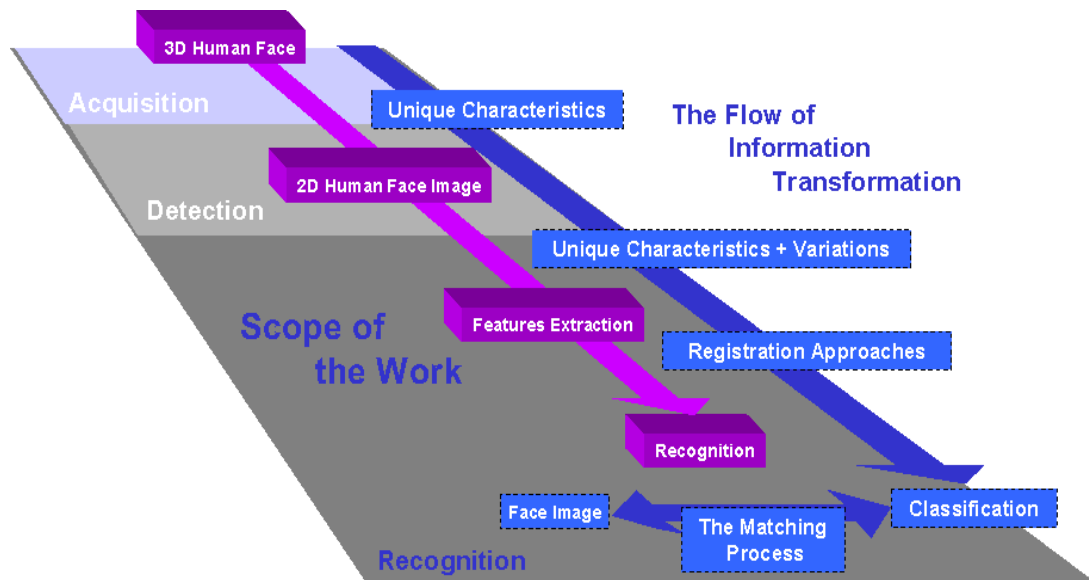 3D Human Face
Acquisition
Unique Characteristics
The Flow of
Information
Transformation
2D Human Face Image
Detection
Unique Characteristics + Variations
Features Extraction
Scope of
the Work
Registration Approaches
Recognition
Face Image
The Matching
Process
Classification
Recognition